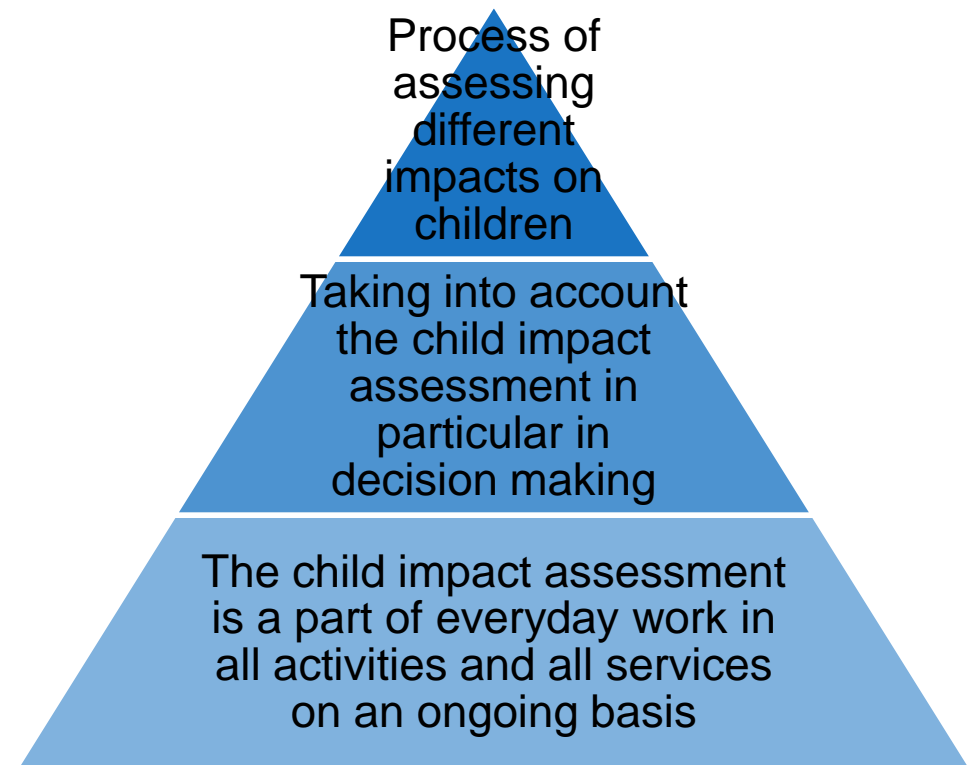 Process of
assessing
different
impacts on
children
Taking into account
the child impact
assessment in
particular in
decision making
The child impact assessment
is a part of everyday work in
all activities and all services
on an ongoing basis